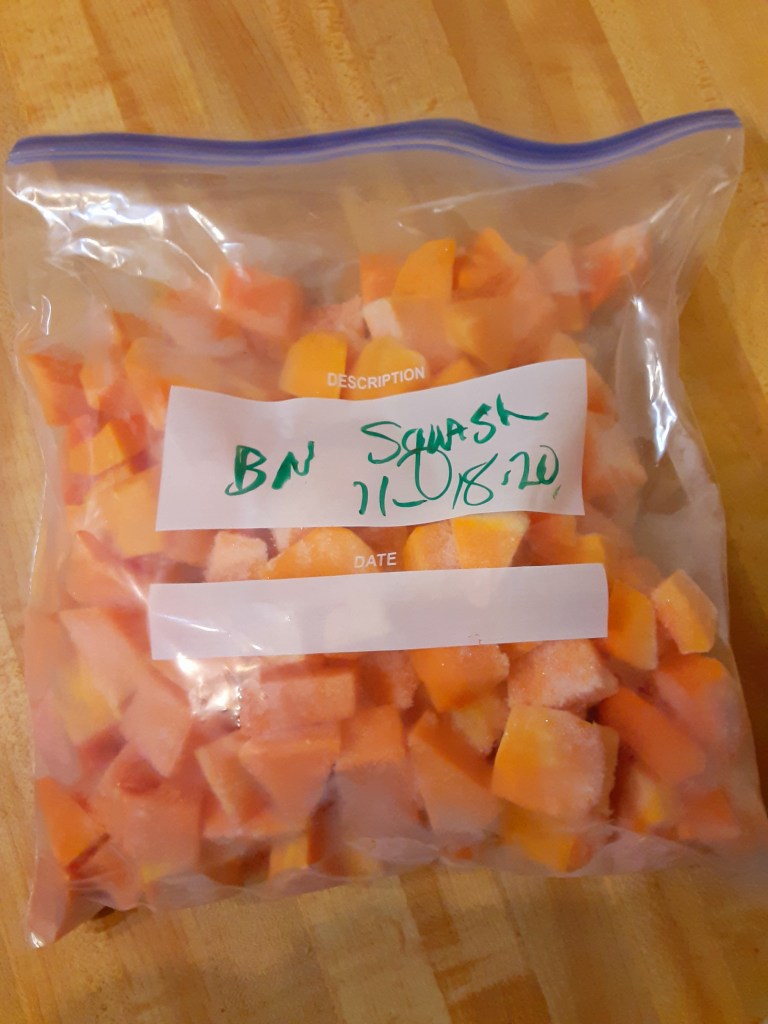 DESCRIPTION
BN Squash
11-18-20
DATE